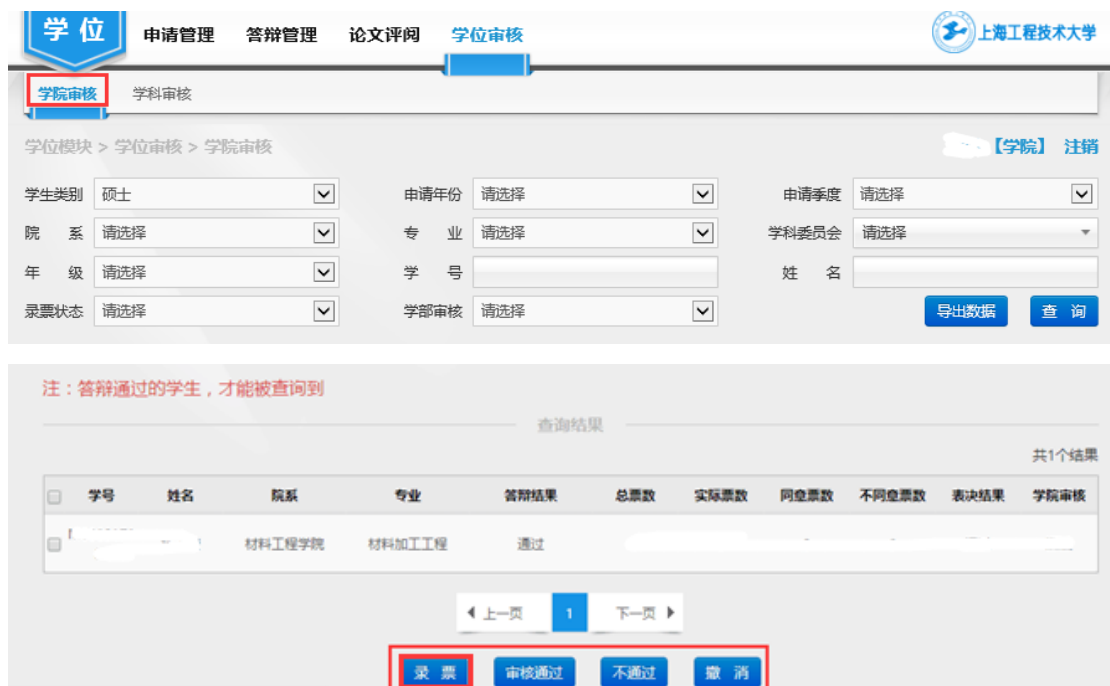 学位 申请管理 答辩管理 论文评阅 学位审核 上海工程技术大学
学院审核 学科审核
学位模块 > 学位审核 > 学院审核 【学院】 注销
学生类别 硕士 申请年份 请选择 申请季度 请选择
院 系 请选择 专 业 请选择 学科委员会 请选择
年 级 请选择 学 号 姓 名
录票状态 请选择 学部审核 请选择 导出数据 查 询
注：答辩通过的学生，才能被查询到
查询结果
共1个结果
学号 姓名 院系 专业 答辩结果 总票数 实际票数 同意票数 不同意票数 表决结果 学院审核
材料工程学院 材料加工工程 通过
上一页 1 下一页
录 票 审核通过 不通过 撤 消